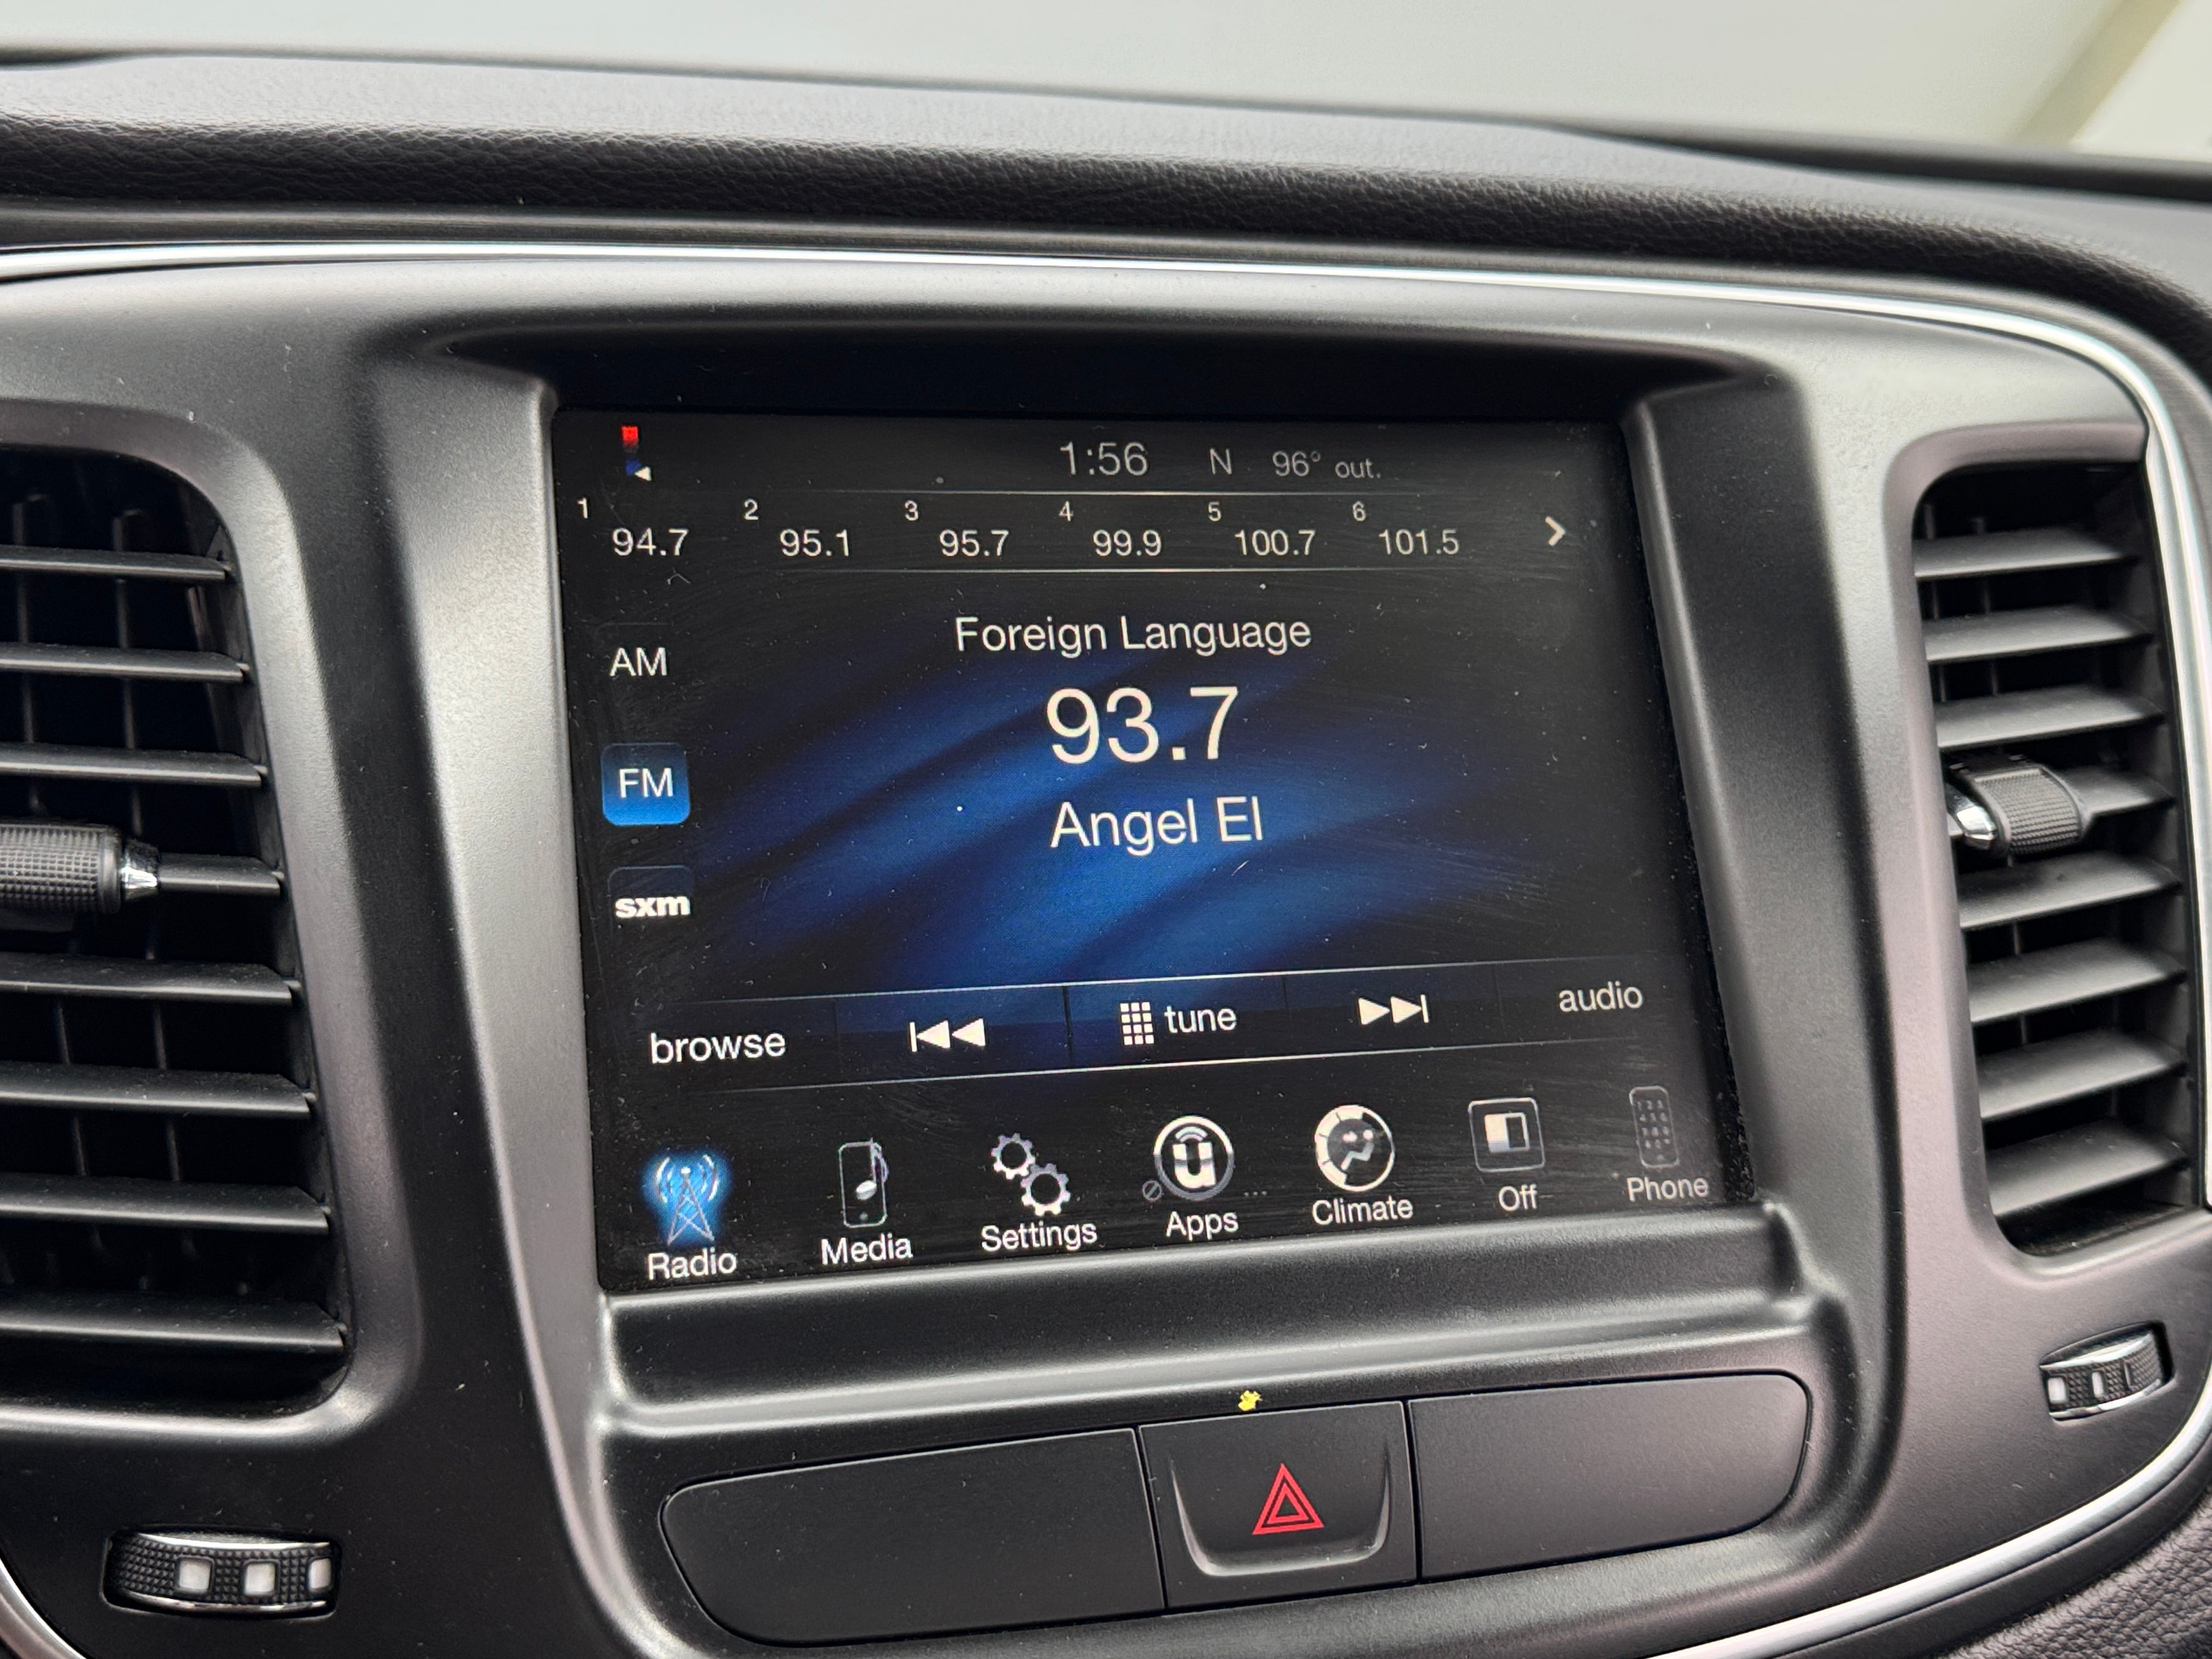 1:56 N 96° out.
1 2 3 4 5 6
94.7 95.1 95.7 99.9 100.7 101.5
Foreign Language
AM
93.7
FM
Angel El
sxm
browse tune audio
Radio Media Settings Apps Climate Off Phone